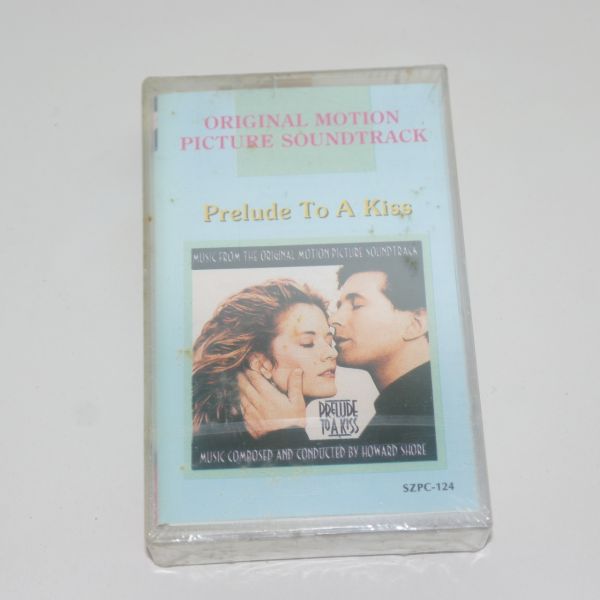 ORIGINAL MOTION
PICTURE SOUNDTRACK
Prelude To A Kiss
MUSIC FROM THE ORIGINAL MOTION PICTURE SOUNDTRACK
PRELUDE
TO A KISS
MUSIC COMPOSED AND CONDUCTED BY HOWARD SHORE
SZPC-124